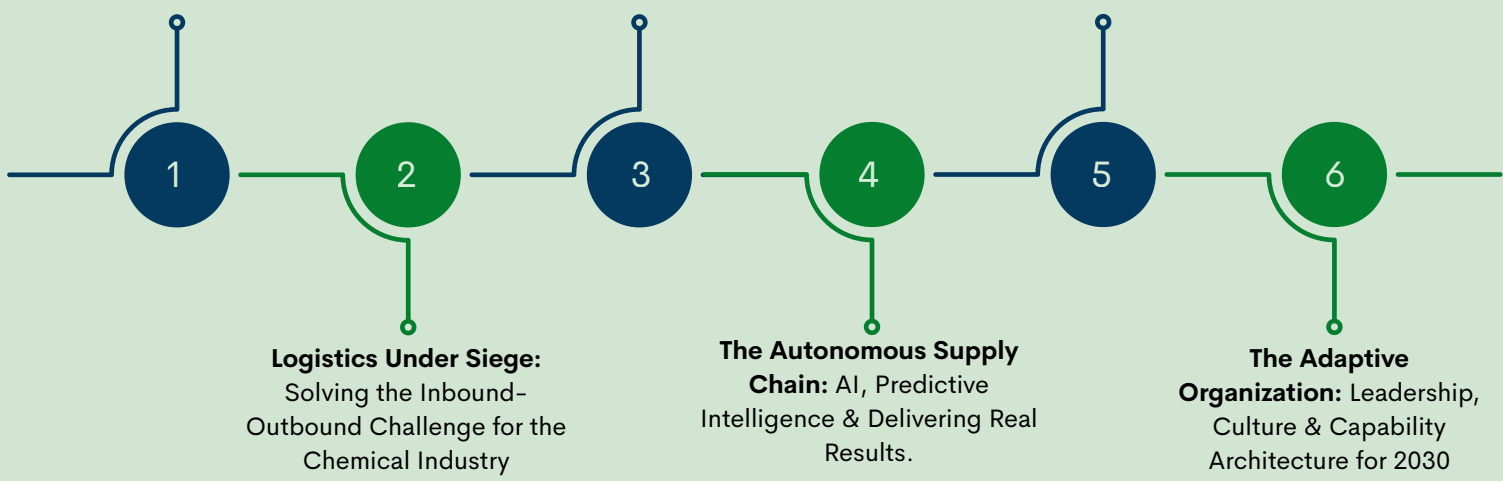 1
2
3
4
5
6
Logistics Under Siege:
Solving the Inbound-
Outbound Challenge for the
Chemical Industry
The Autonomous Supply
Chain: AI, Predictive
Intelligence & Delivering Real
Results.
The Adaptive
Organization: Leadership,
Culture & Capability
Architecture for 2030